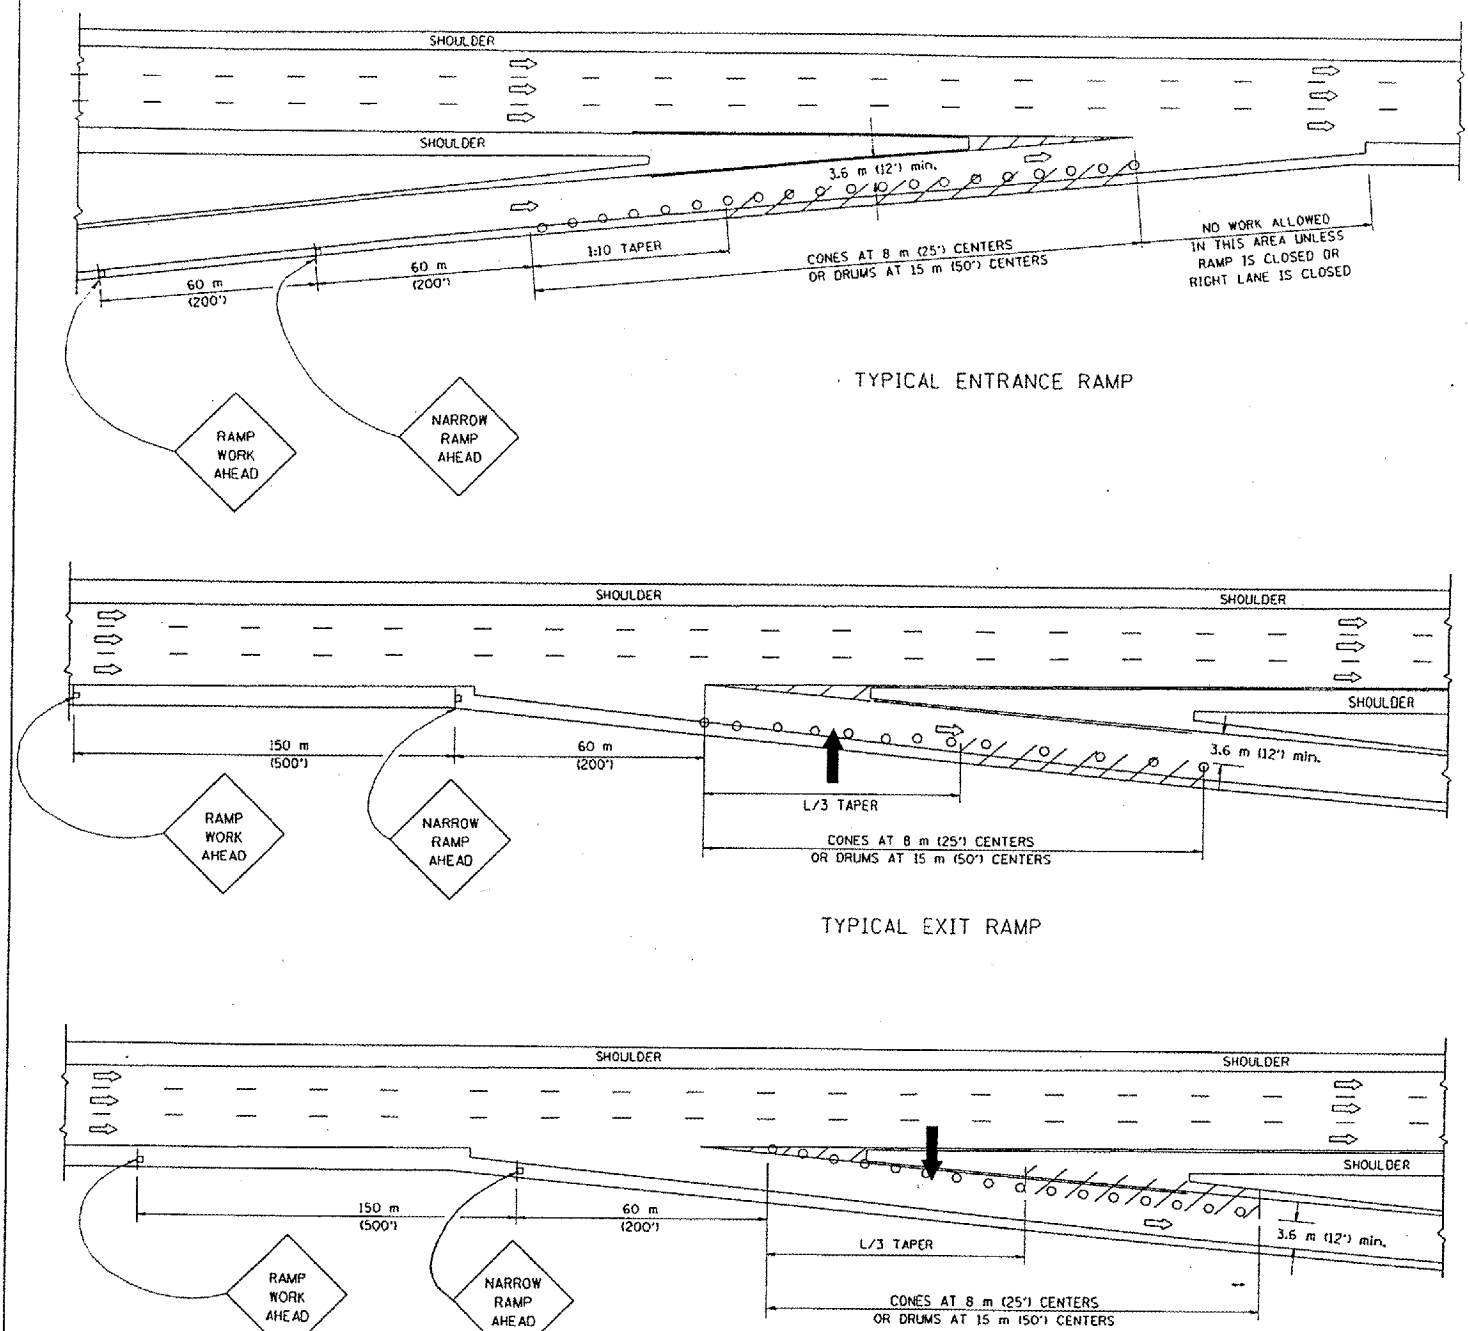 SHOULDER
SHOULDER
3.6 m (12') min.
1:10 TAPER
60 m
(200')
60 m
(200')
CONES AT 8 m (25') CENTERS
OR DRUMS AT 15 m (50') CENTERS
NO WORK ALLOWED
IN THIS AREA UNLESS
RAMP IS CLOSED OR
RIGHT LANE IS CLOSED
TYPICAL ENTRANCE RAMP
RAMP
WORK
AHEAD
NARROW
RAMP
AHEAD
SHOULDER
SHOULDER
SHOULDER
150 m
(500')
60 m
(200')
3.6 m (12') min.
L/3 TAPER
CONES AT 8 m (25') CENTERS
OR DRUMS AT 15 m (50') CENTERS
RAMP
WORK
AHEAD
NARROW
RAMP
AHEAD
TYPICAL EXIT RAMP
SHOULDER
SHOULDER
SHOULDER
150 m
(500')
60 m
(200')
3.6 m (12') min.
L/3 TAPER
CONES AT 8 m (25') CENTERS
OR DRUMS AT 15 m (50') CENTERS
RAMP
WORK
AHEAD
NARROW
RAMP
AHEAD